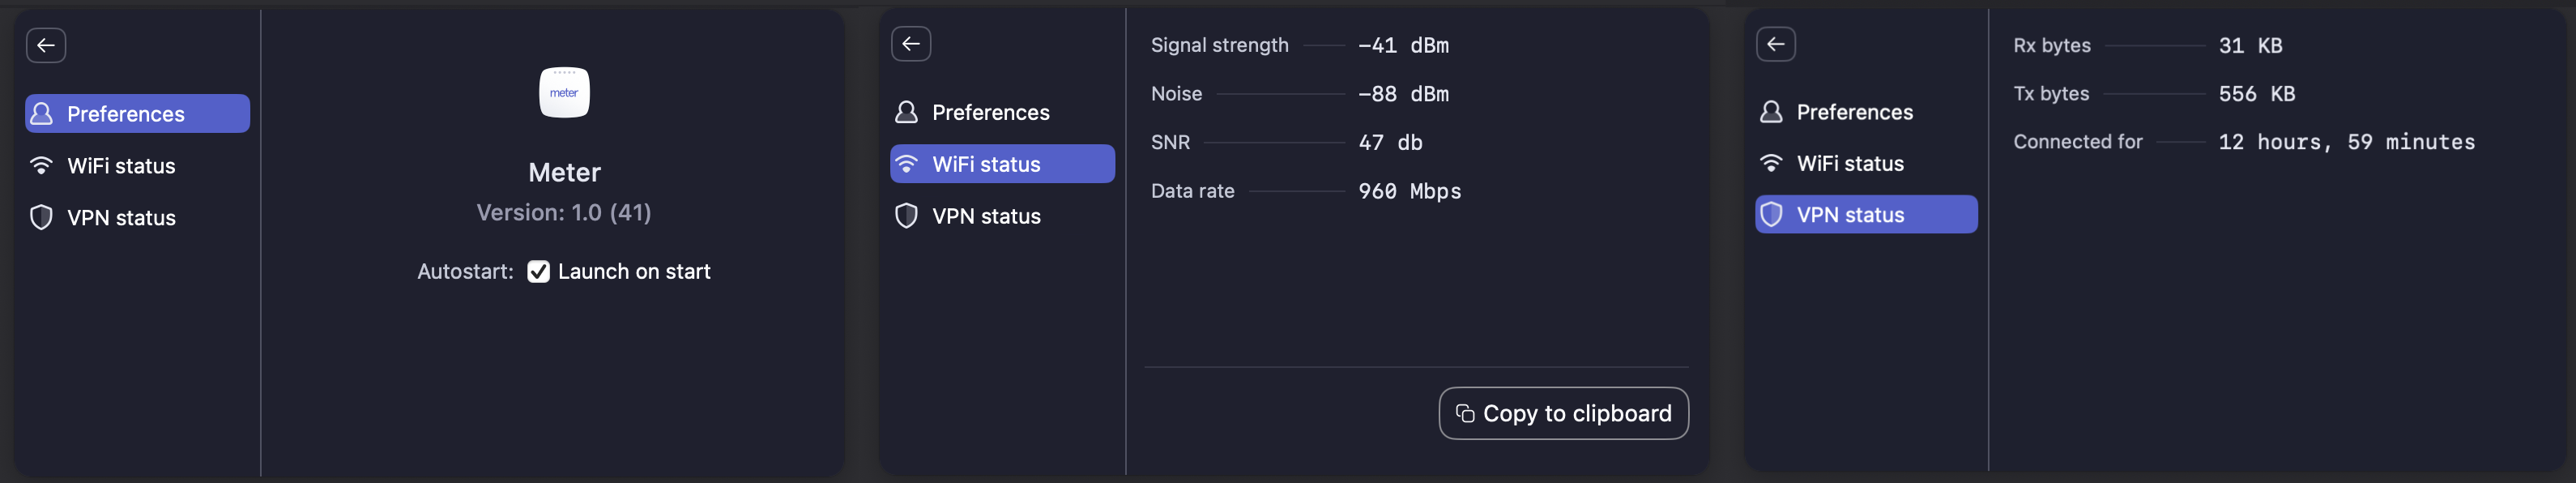 Preferences
WiFi status
VPN status
meter
Meter
Version: 1.0 (41)
Autostart: Launch on start
Preferences
WiFi status
VPN status
Signal strength −41 dBm
Noise −88 dBm
SNR 47 db
Data rate 960 Mbps
Copy to clipboard
Preferences
WiFi status
VPN status
Rx bytes 31 KB
Tx bytes 556 KB
Connected for 12 hours, 59 minutes